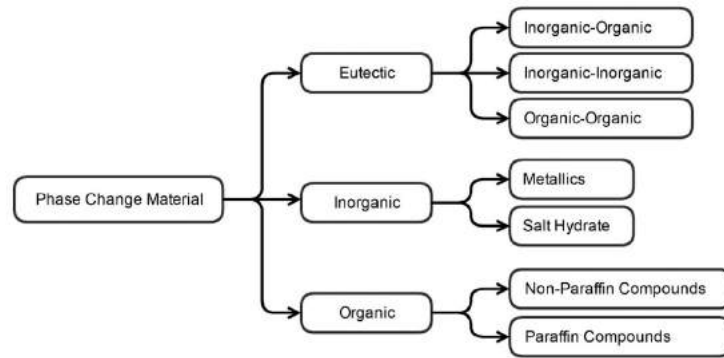 Inorganic-Organic
Eutectic
Inorganic-Inorganic
Organic-Organic
Phase Change Material
Inorganic
Metallics
Salt Hydrate
Organic
Non-Paraffin Compounds
Paraffin Compounds